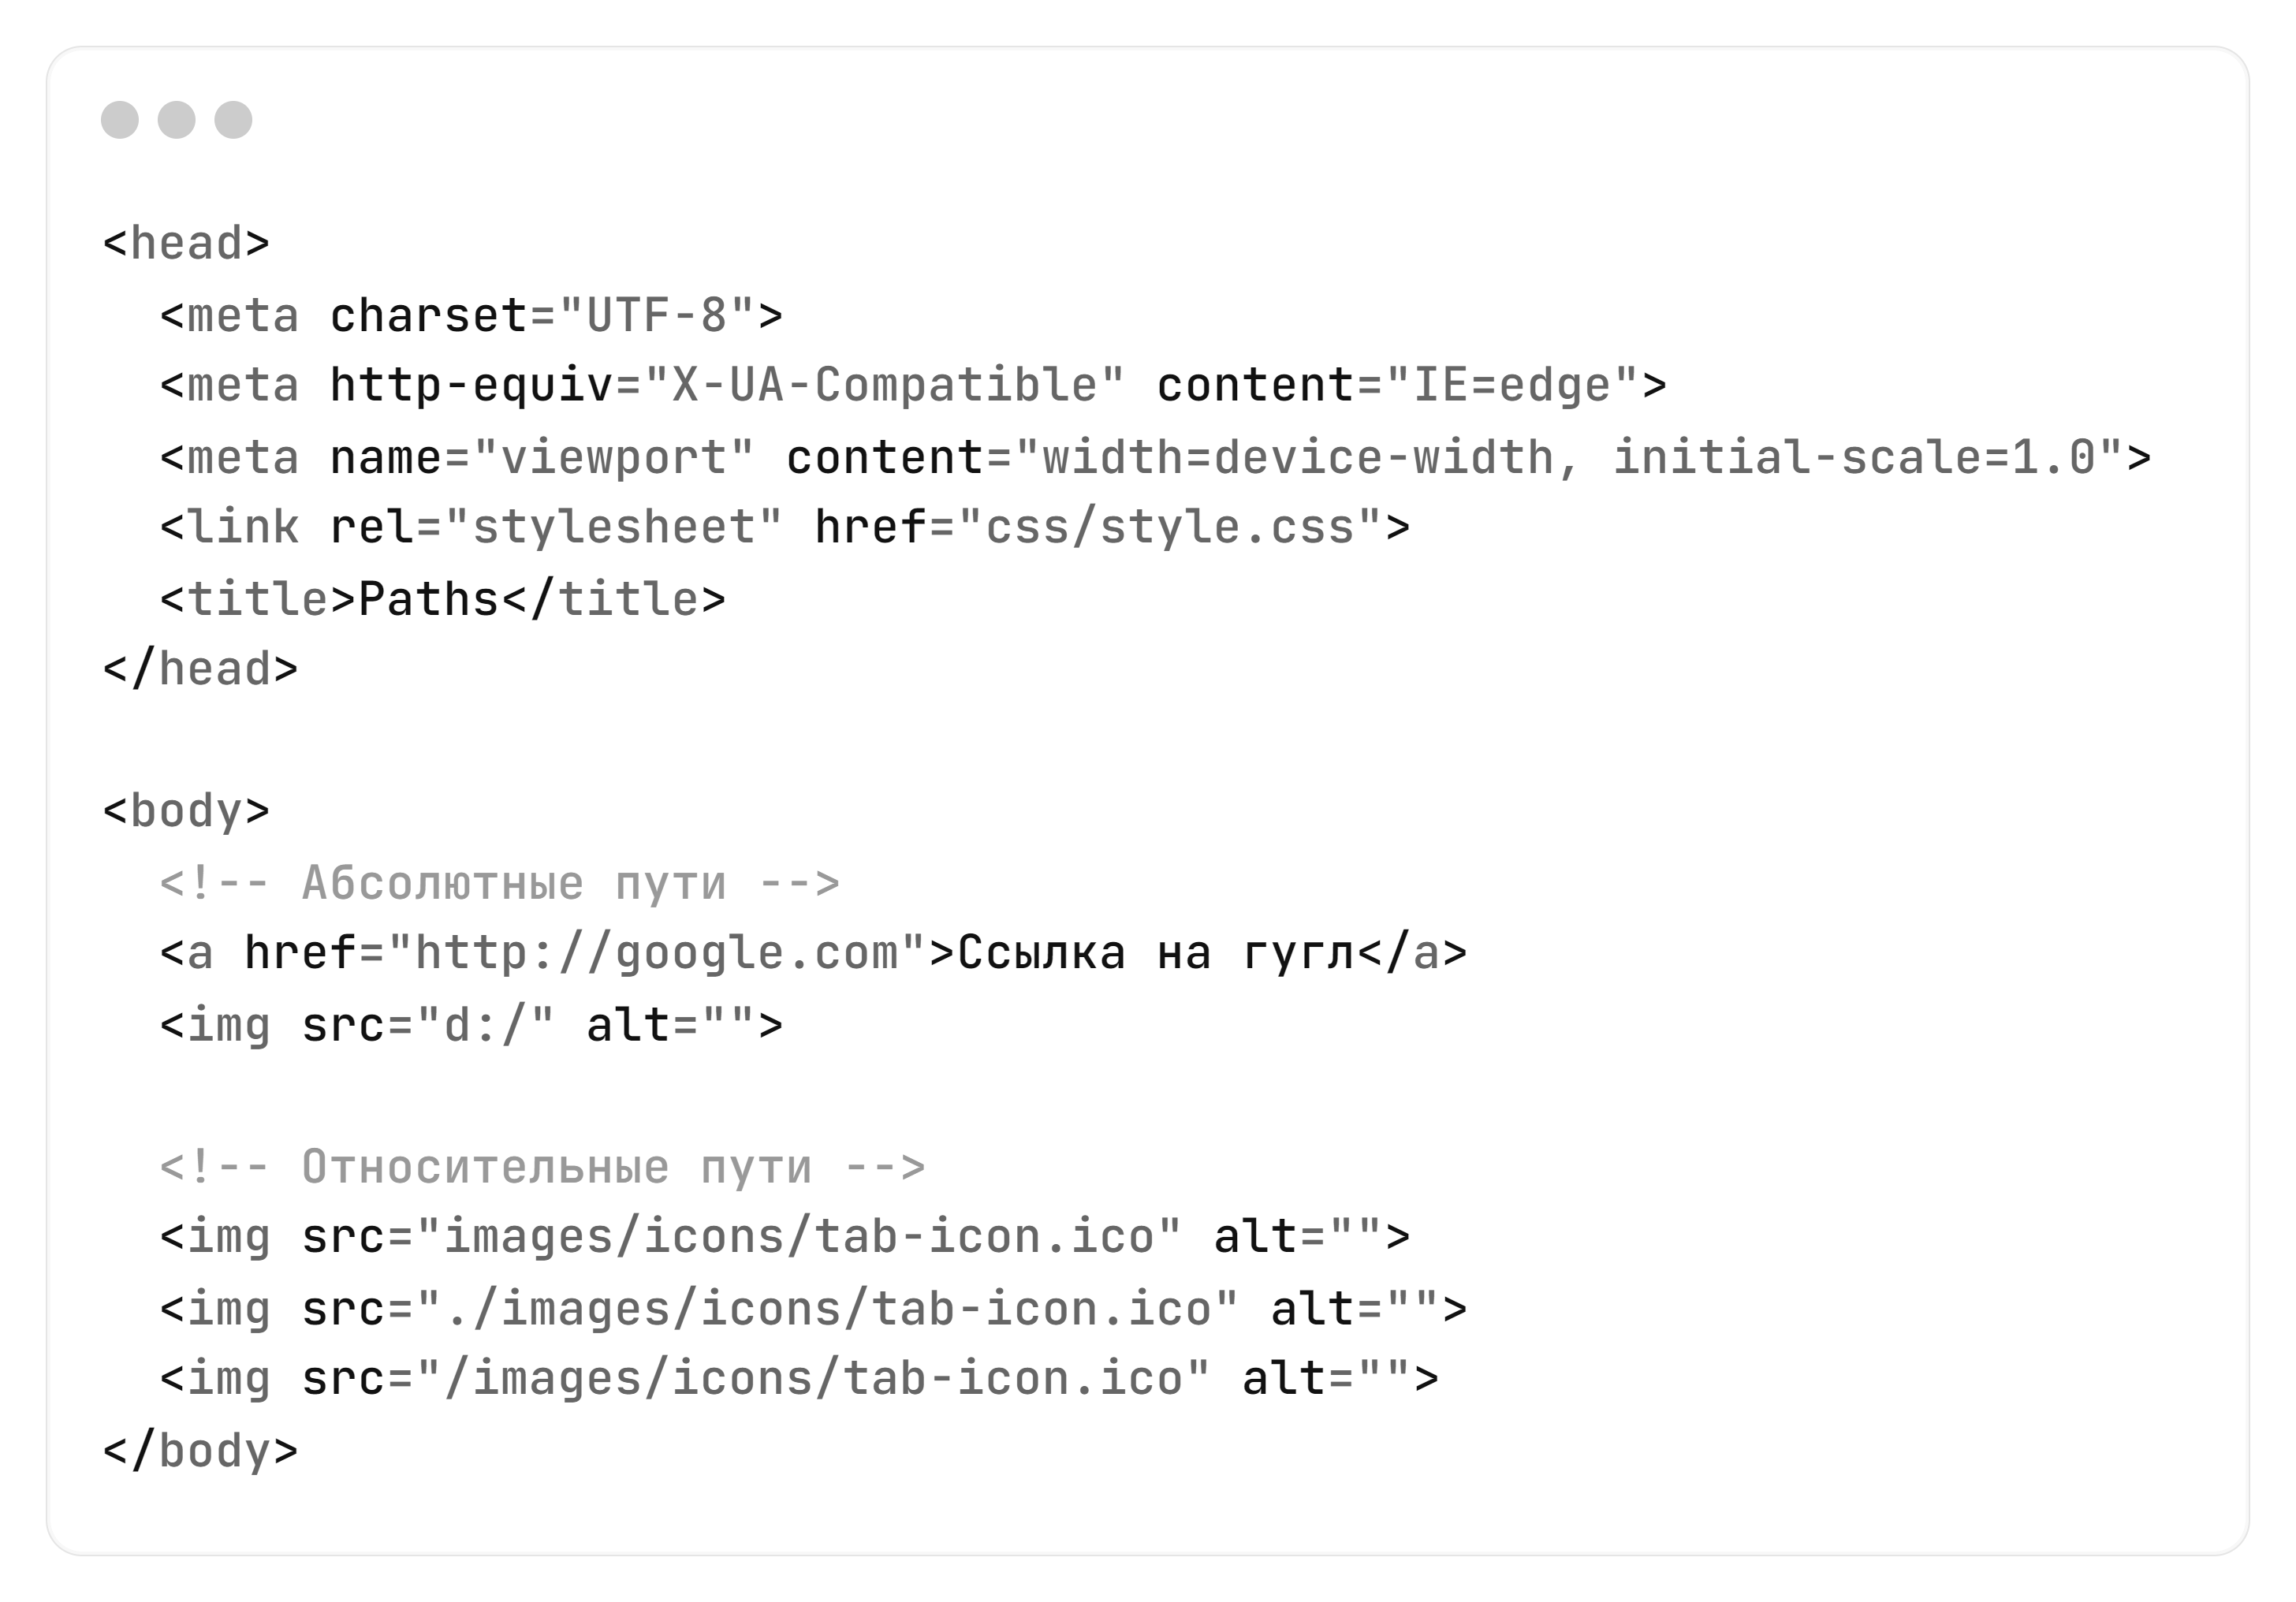 <head>
  <meta charset="UTF-8">
  <meta http-equiv="X-UA-Compatible" content="IE=edge">
  <meta name="viewport" content="width=device-width, initial-scale=1.0">
  <link rel="stylesheet" href="css/style.css">
  <title>Paths</title>
</head>

<body>
  <!-- Абсолютные пути -->
  <a href="http://google.com">Ссылка на гугл</a>
  <img src="d:/" alt="">

  <!-- Относительные пути -->
  <img src="images/icons/tab-icon.ico" alt="">
  <img src="./images/icons/tab-icon.ico" alt="">
  <img src="/images/icons/tab-icon.ico" alt="">
</body>